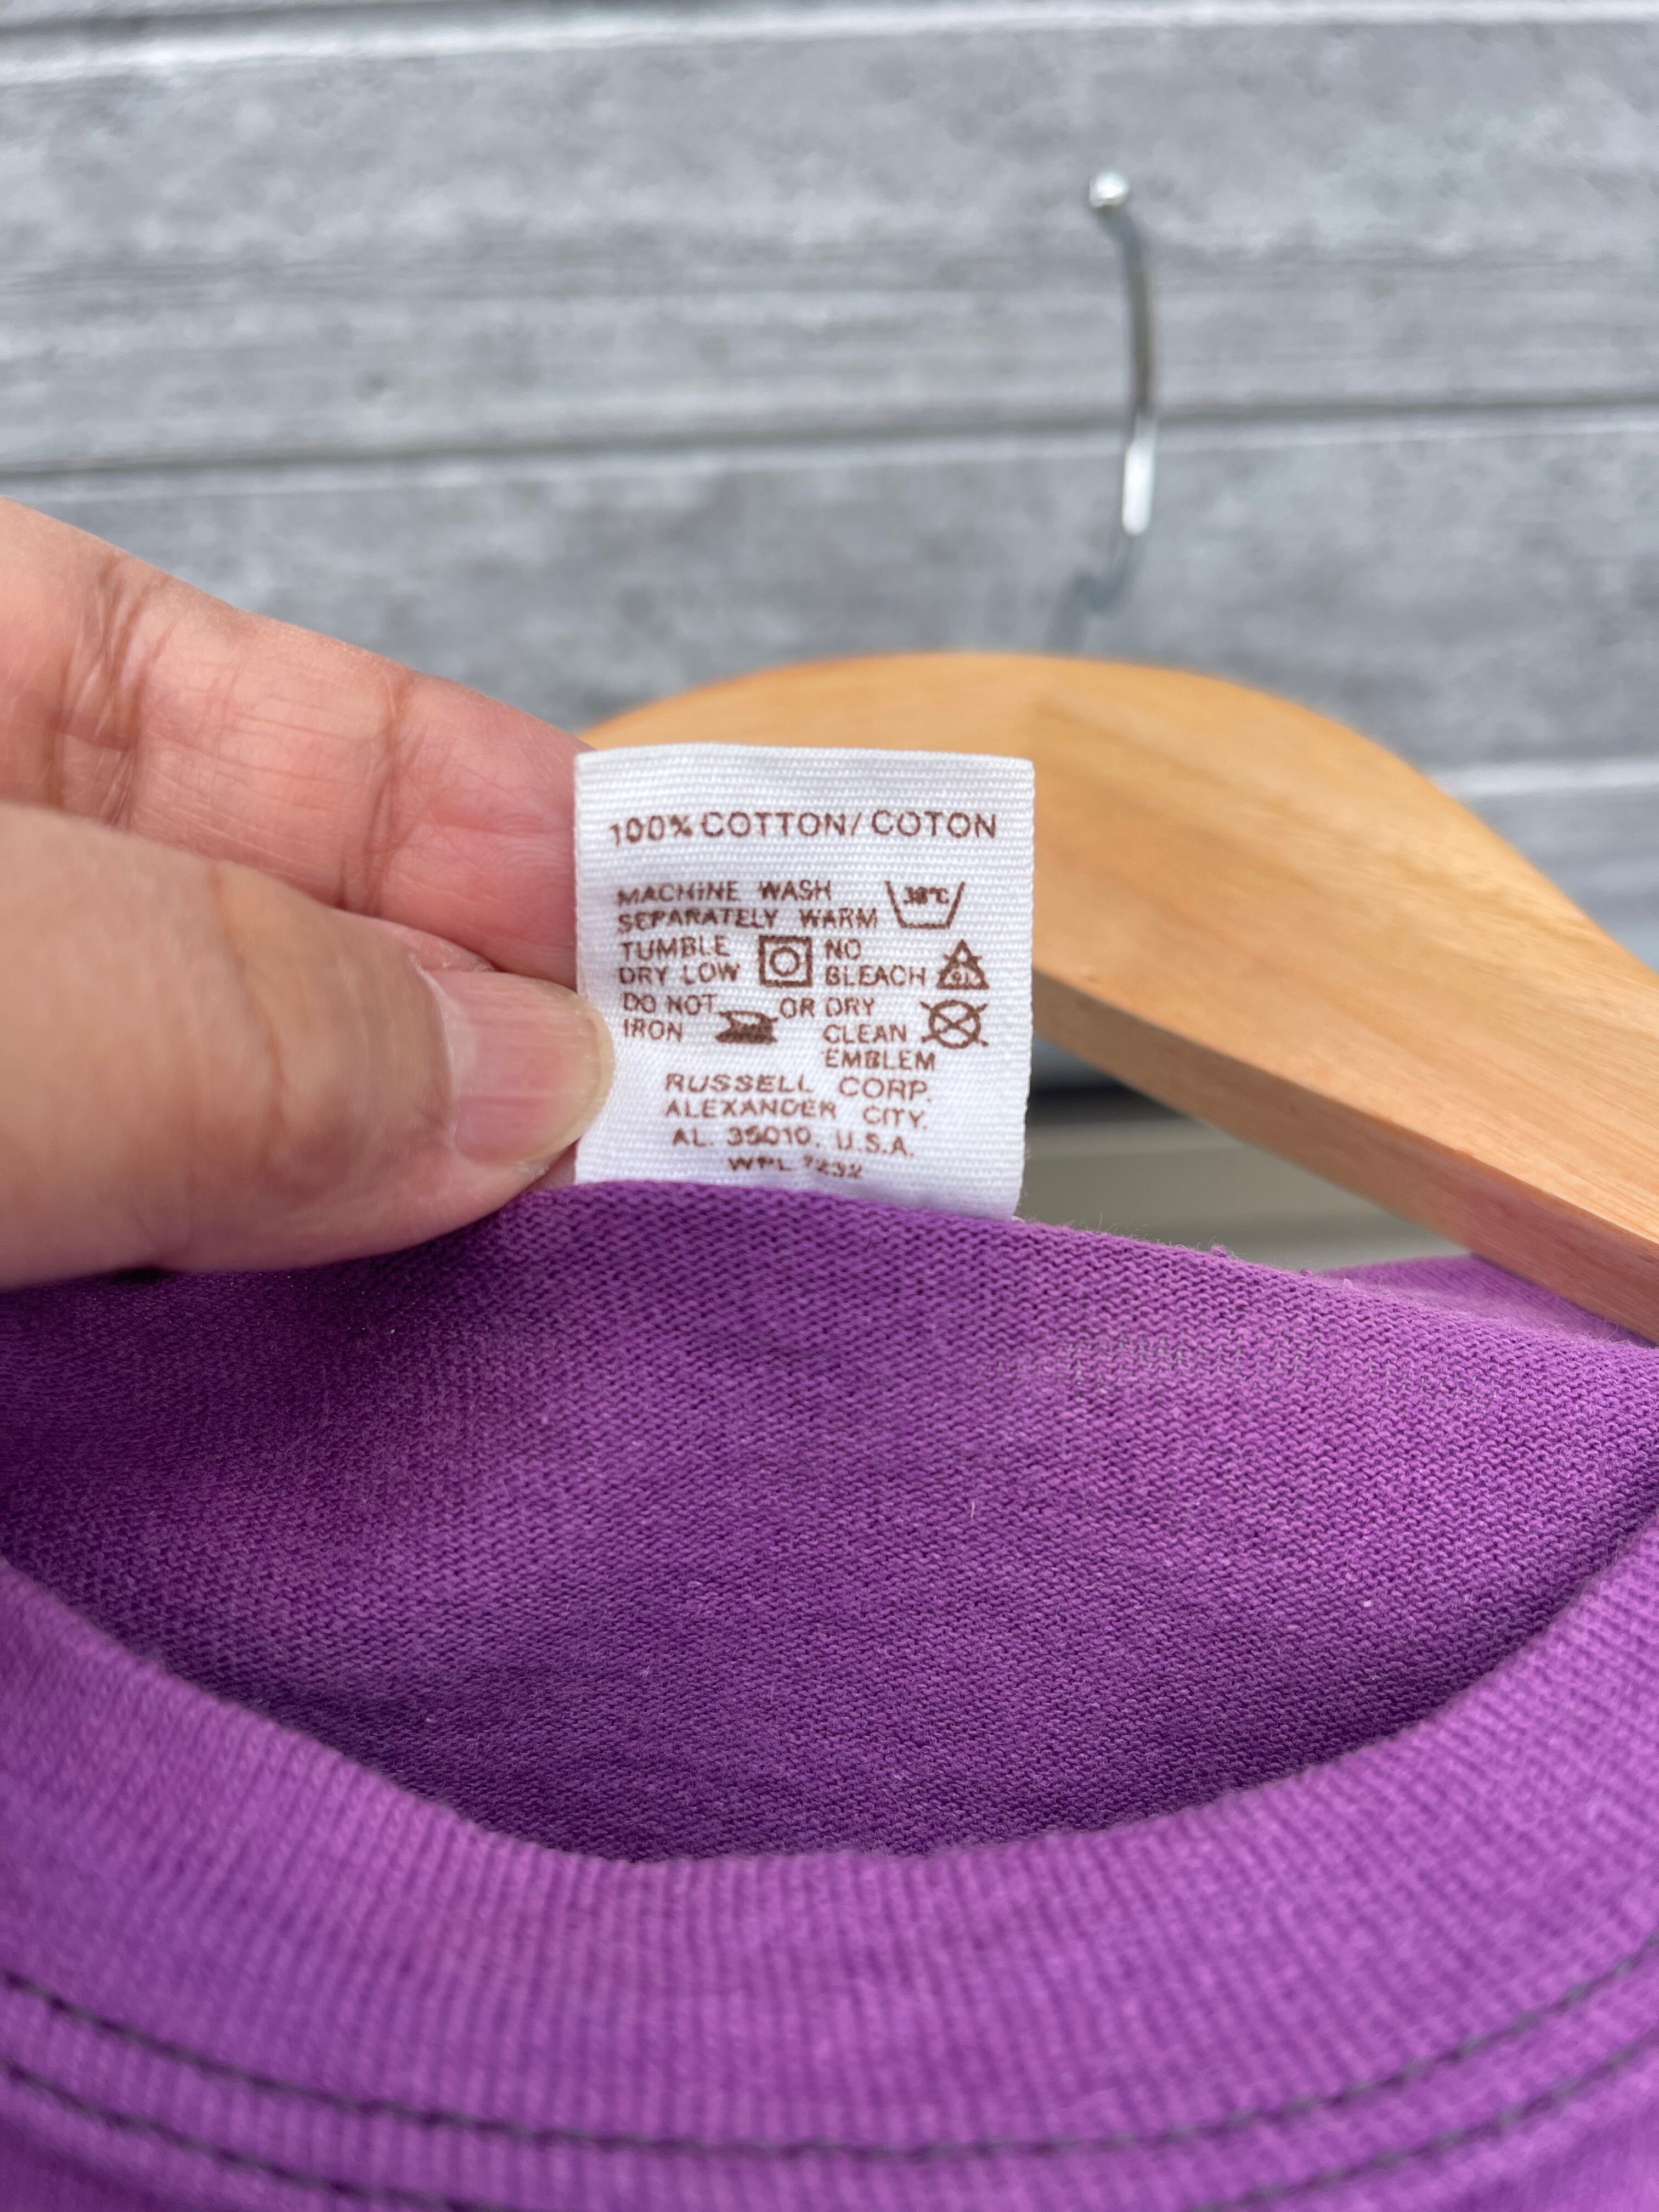 100% COTTON/ COTON
MACHINE WASH
SEPARATELY WARM 38°C
TUMBLE NO
DRY LOW BLEACH
DO NOT OR DRY
IRON CLEAN
EMBLEM
RUSSELL CORP.
ALEXANDER CITY,
AL. 35010, U.S.A.
WPL 7232